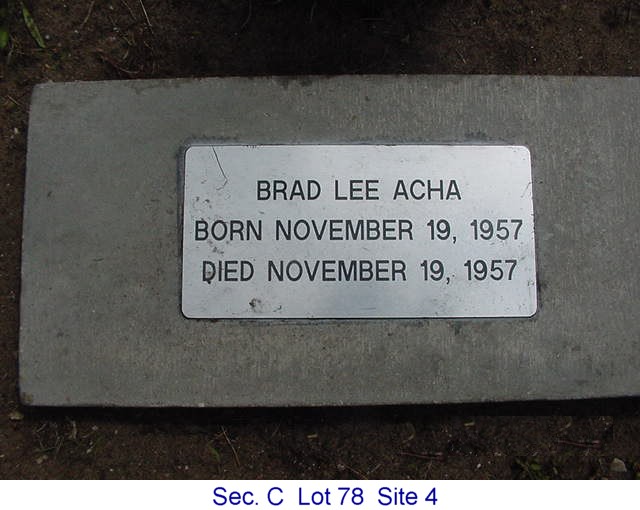 BRAD LEE ACHA
BORN NOVEMBER 19, 1957
DIED NOVEMBER 19, 1957
Sec. C Lot 78 Site 4